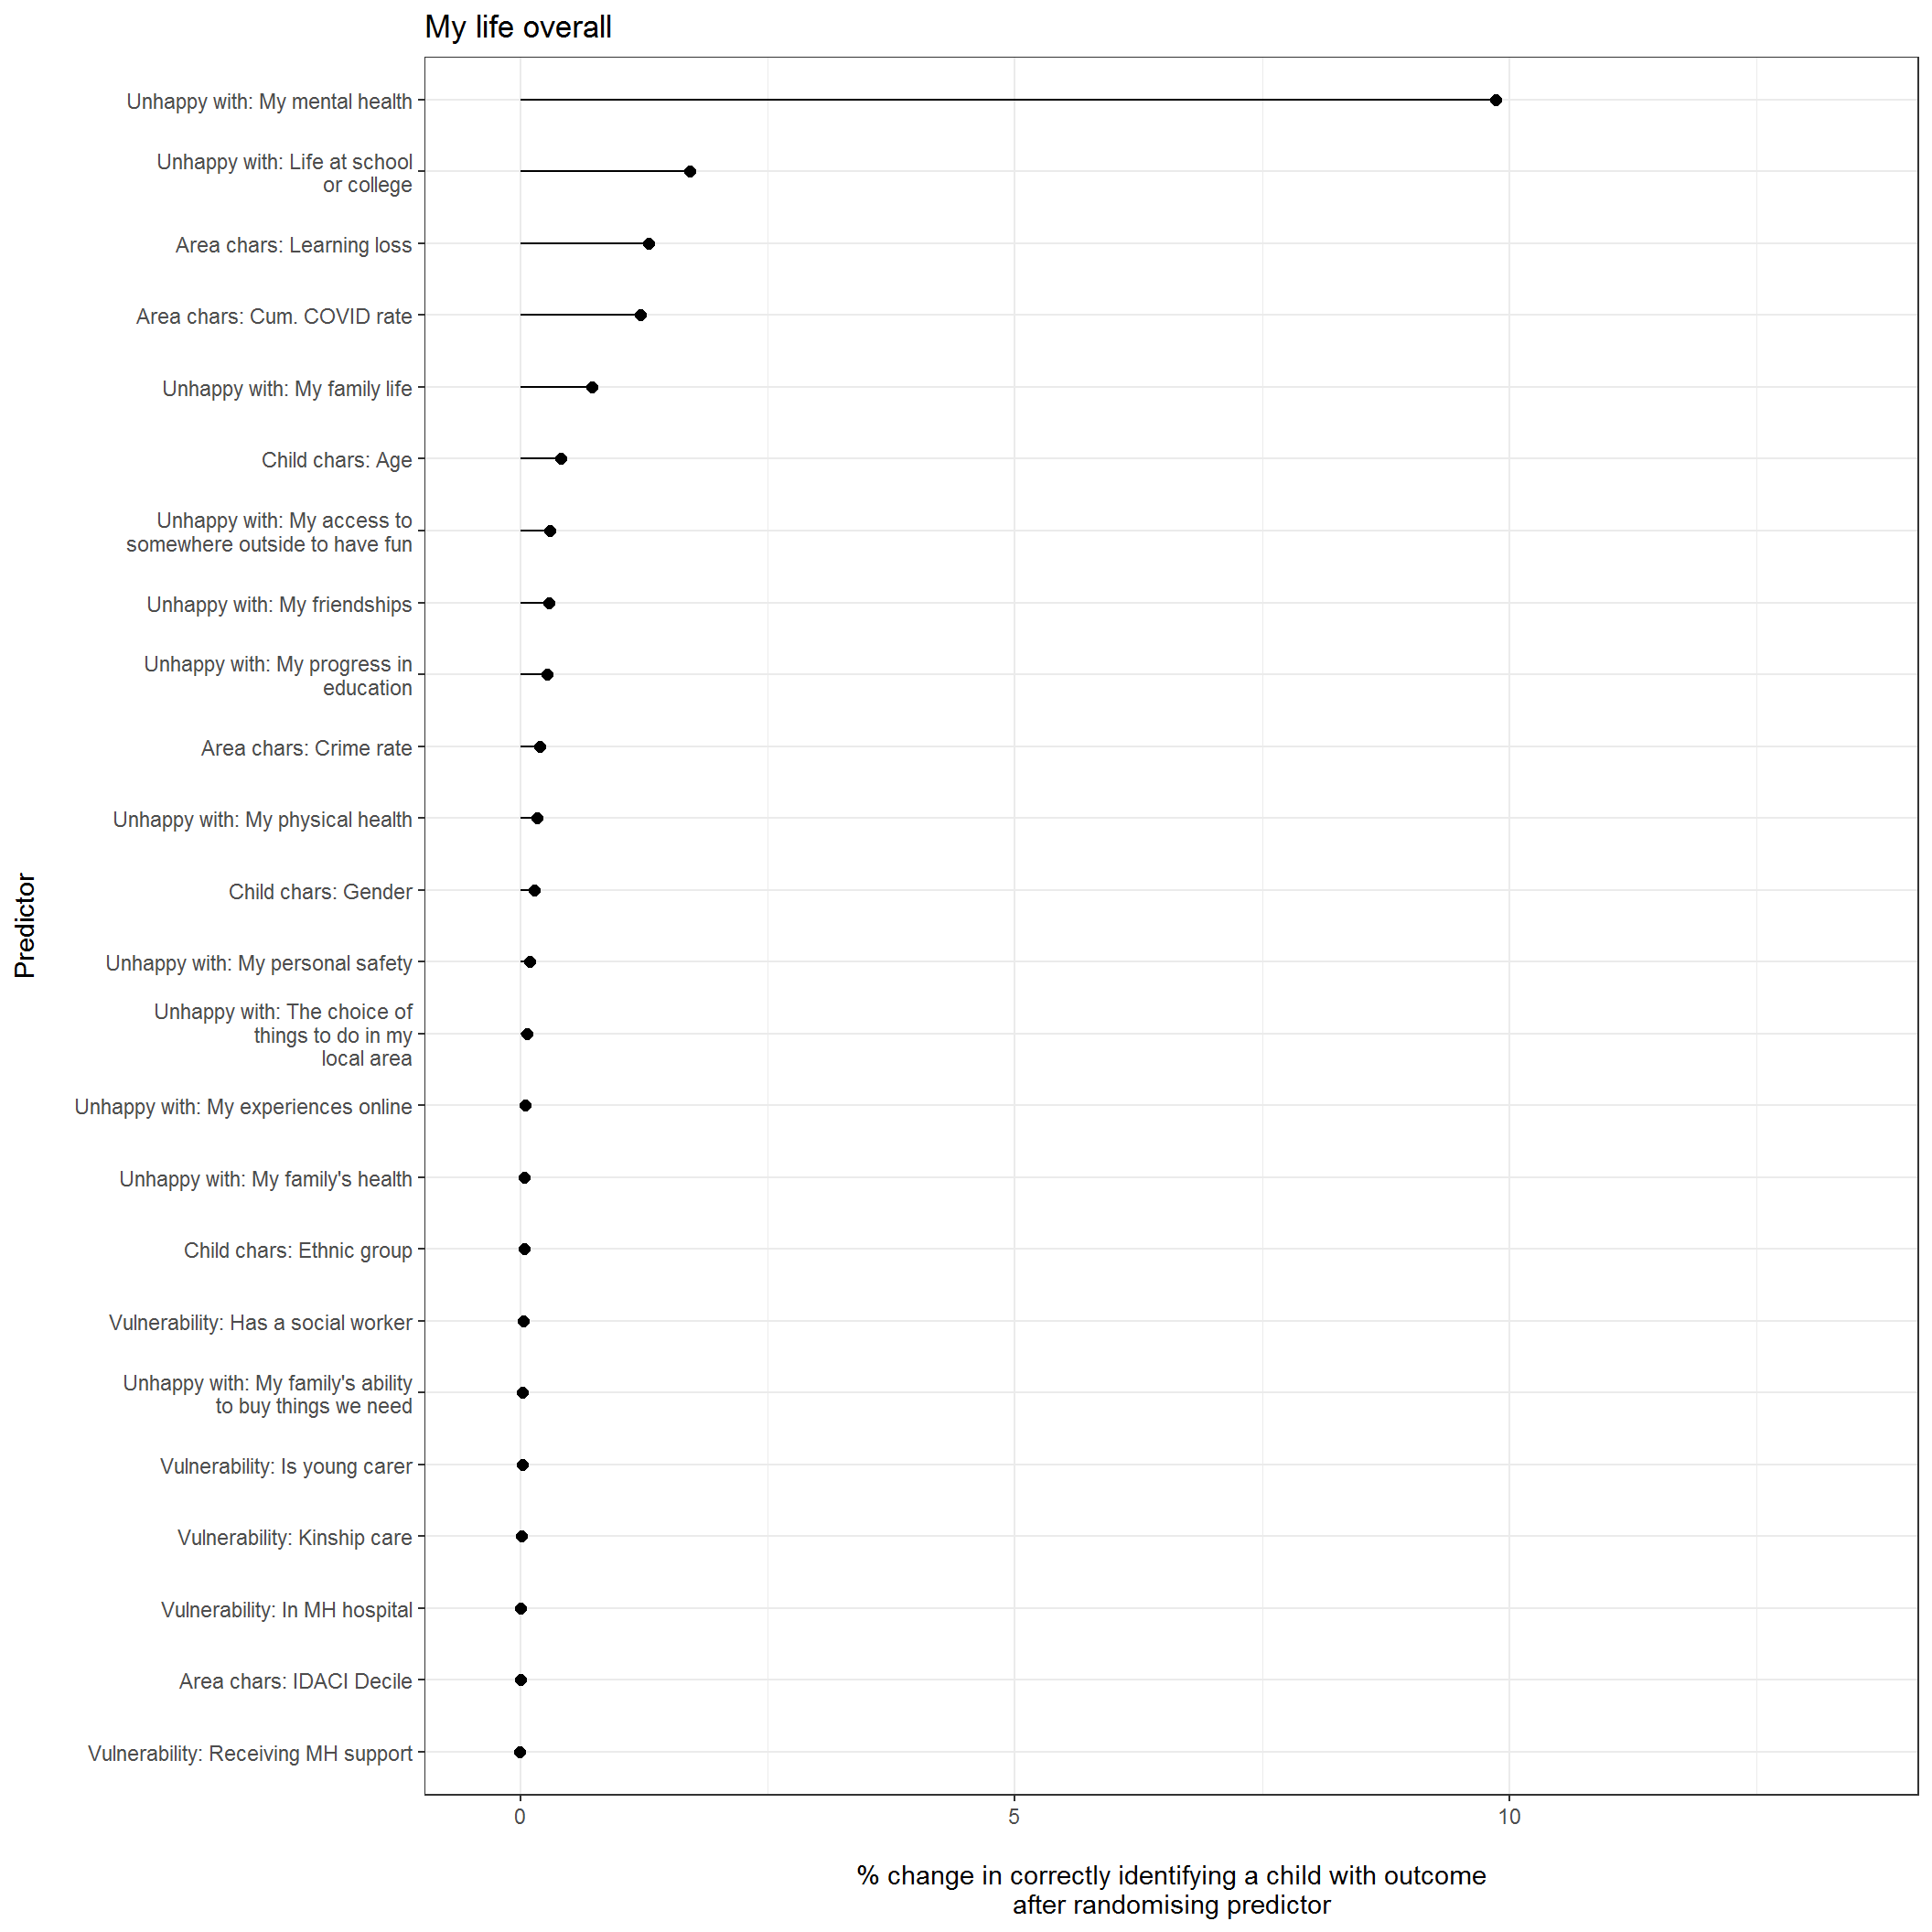 My life overall
Unhappy with: My mental health
Unhappy with: Life at school
or college
Area chars: Learning loss
Area chars: Cum. COVID rate
Unhappy with: My family life
Child chars: Age
Unhappy with: My access to
somewhere outside to have fun
Unhappy with: My friendships
Unhappy with: My progress in
education
Area chars: Crime rate
Unhappy with: My physical health
Child chars: Gender
Unhappy with: My personal safety
Unhappy with: The choice of
things to do in my
local area
Unhappy with: My experiences online
Unhappy with: My family's health
Child chars: Ethnic group
Vulnerability: Has a social worker
Unhappy with: My family's ability
to buy things we need
Vulnerability: Is young carer
Vulnerability: Kinship care
Vulnerability: In MH hospital
Area chars: IDACI Decile
Vulnerability: Receiving MH support
Predictor
0 5 10
% change in correctly identifying a child with outcome
after randomising predictor